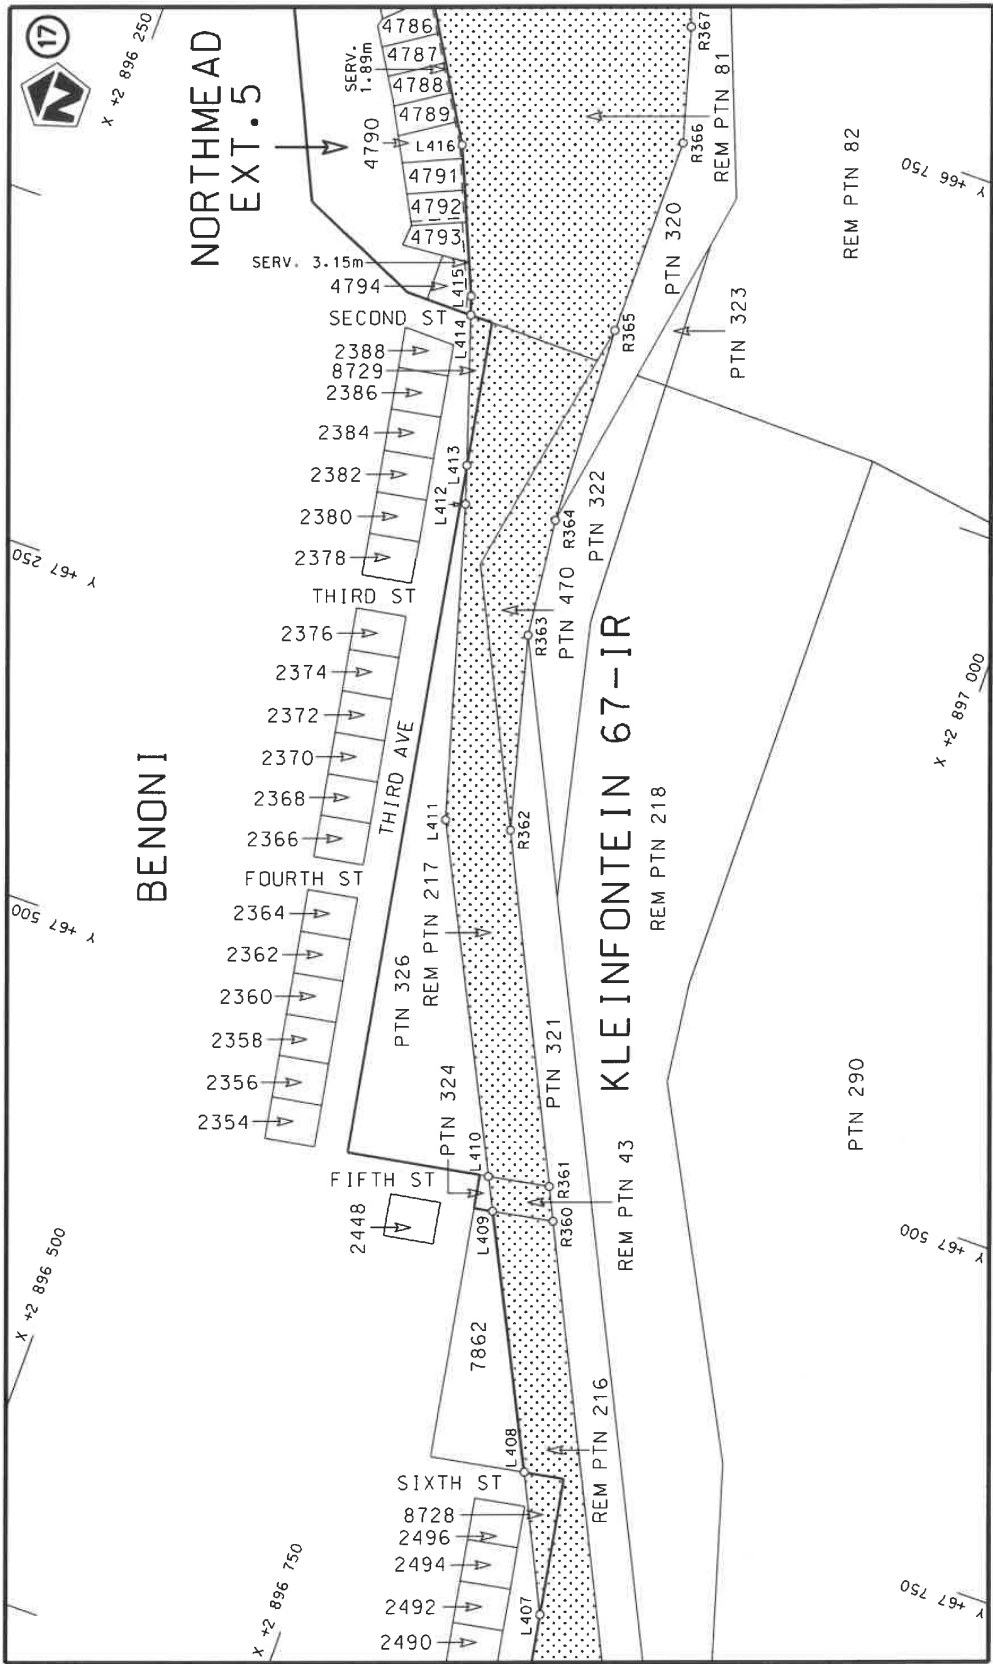 17
N
X +2 896 250
NORTHMEAD
EXT.5
4786
4787
4788
4789
SERV.
1.89m
4790
L416
4791
4792
4793
SERV. 3.15m
4794
L415
L414
SECOND ST
2388
8729
2386
2384
2382
2380
2378
L413
L412
THIRD ST
2376
2374
2372
2370
2368
2366
THIRD AVE
L411
FOURTH ST
2364
2362
2360
2358
2356
2354
BENONI
PTN 326
REM PTN 217
PTN 324
L410
FIFTH ST
2448
L409
7862
L408
SIXTH ST
8728
2496
2494
2492
2490
L407
R367
REM PTN 81
R366
PTN 320
REM PTN 82
Y +66 750
R365
PTN 323
R364
PTN 322
PTN 470
R363
KLEINFONTEIN 67-IR
REM PTN 218
R362
PTN 321
R361
R360
REM PTN 43
PTN 290
REM PTN 216
Y +67 250
Y +67 500
X +2 896 500
X +2 896 750
X +2 897 000
Y +67 500
Y +67 750